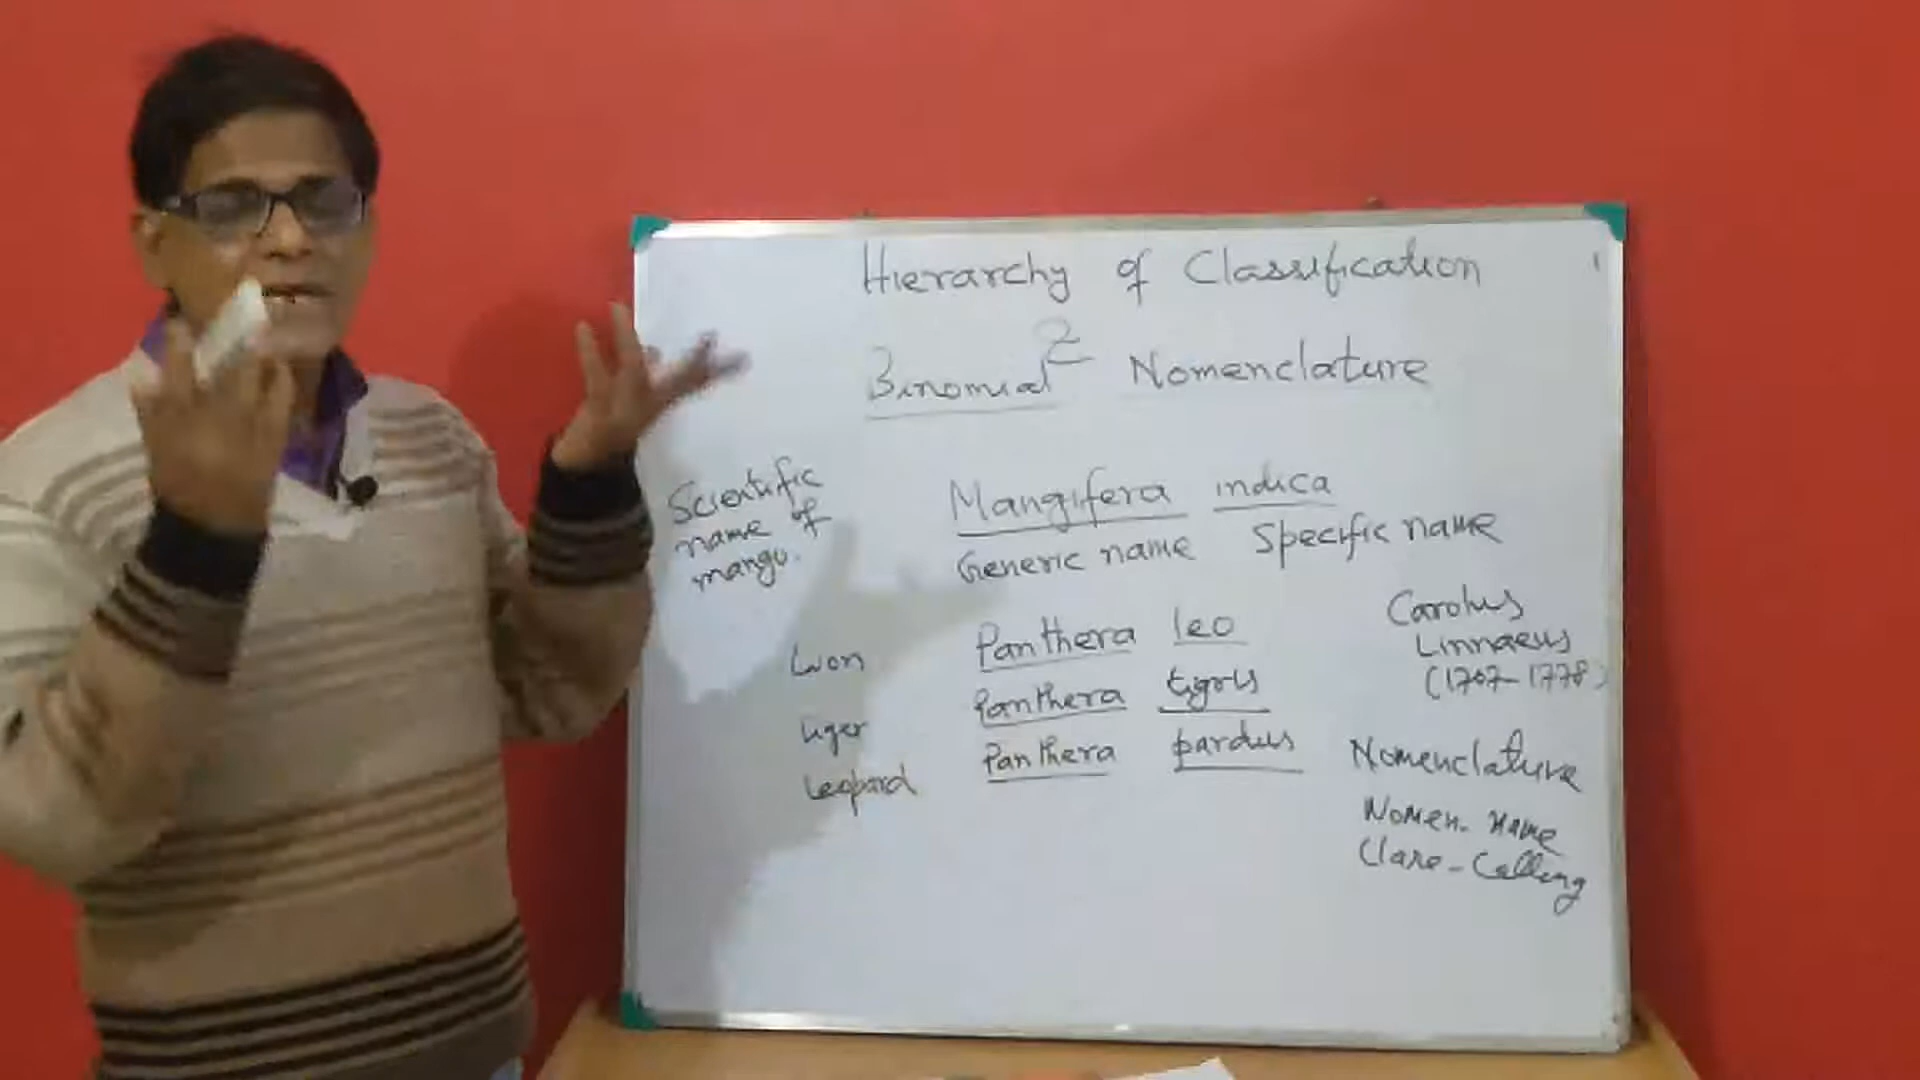 Hierarchy of Classification
2
Binomial Nomenclature
Scientific
name of
mango.
Mangifera indica
Generic name Specific name
Lion Panthera leo
tiger Panthera tigris
Leopard Panthera pardus
Carolus
Linnaeus
(1707-1778)
Nomenclature
Nomen - name
Clare - Calling